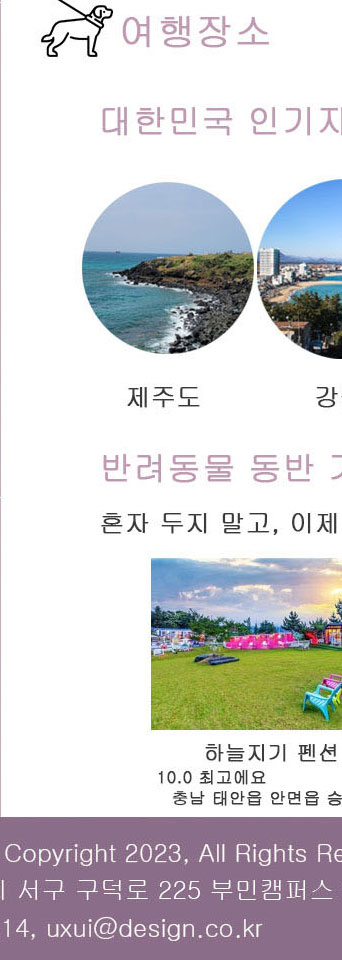 여행장소
대한민국 인기
제주도
반려동물 동반
혼자 두지 말고, 이제
하늘지기 펜션
10.0 최고에요
충남 태안읍 안면읍 승
Copyright 2023, All Rights Re
서구 구덕로 225 부민캠퍼스
14, uxui@design.co.kr